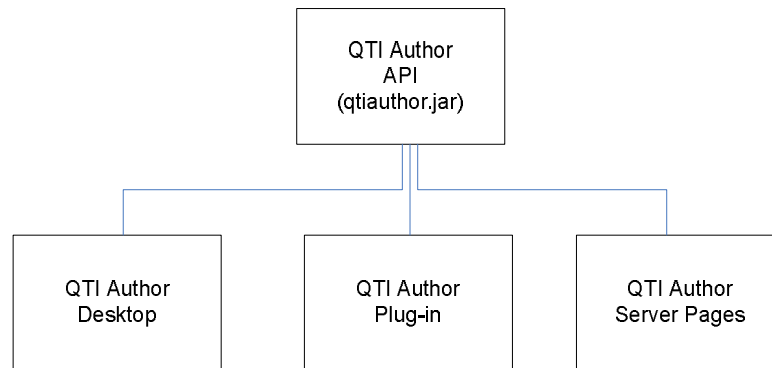 QTI Author
API
(qtiauthor.jar)
QTI Author
Desktop
QTI Author
Plug-in
QTI Author
Server Pages